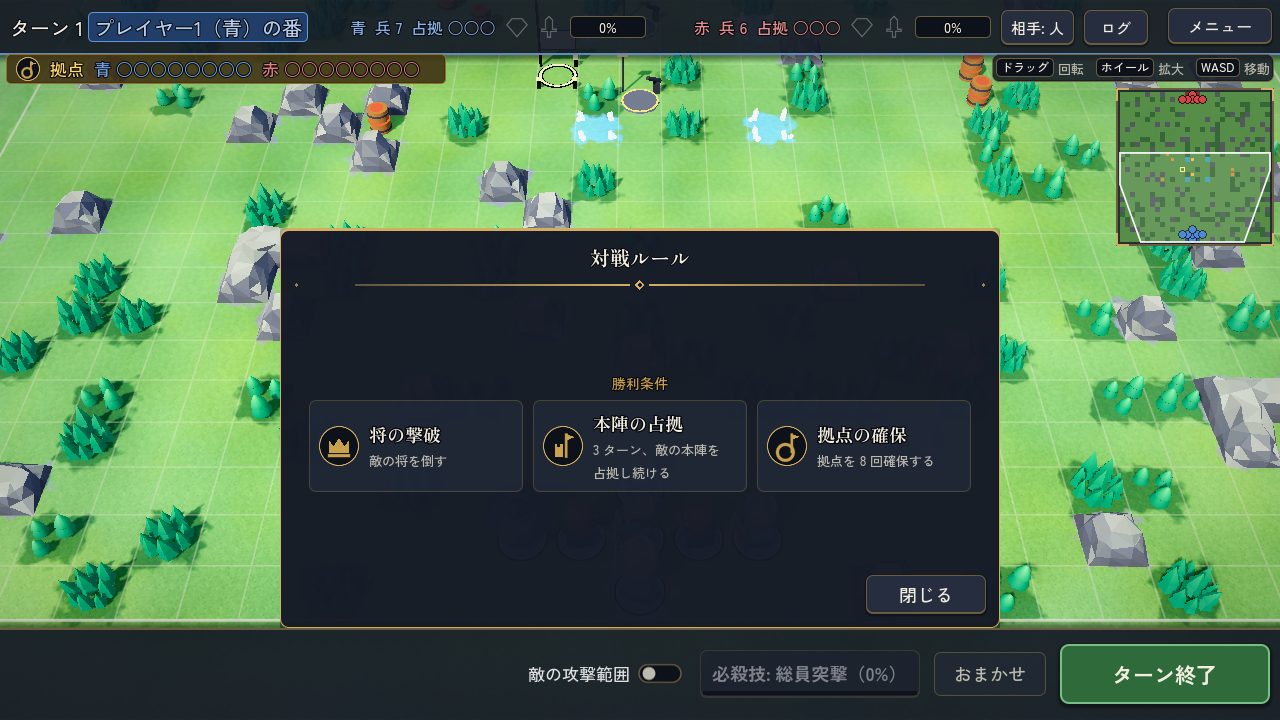 ターン 1 プレイヤー1（青）の番 青 兵 7 占拠 〇〇〇 0% 赤 兵 6 占拠 〇〇〇 0% 相手: 人 ログ メニュー
拠点 青 〇〇〇〇〇〇〇〇 赤 〇〇〇〇〇〇〇〇 ドラッグ 回転 ホイール 拡大 WASD 移動
対戦ルール
勝利条件
将の撃破
敵の将を倒す
本陣の占拠
3 ターン、敵の本陣を
占拠し続ける
拠点の確保
拠点を 8 回確保する
閉じる
敵の攻撃範囲 必殺技: 総員突撃（0%） おまかせ ターン終了